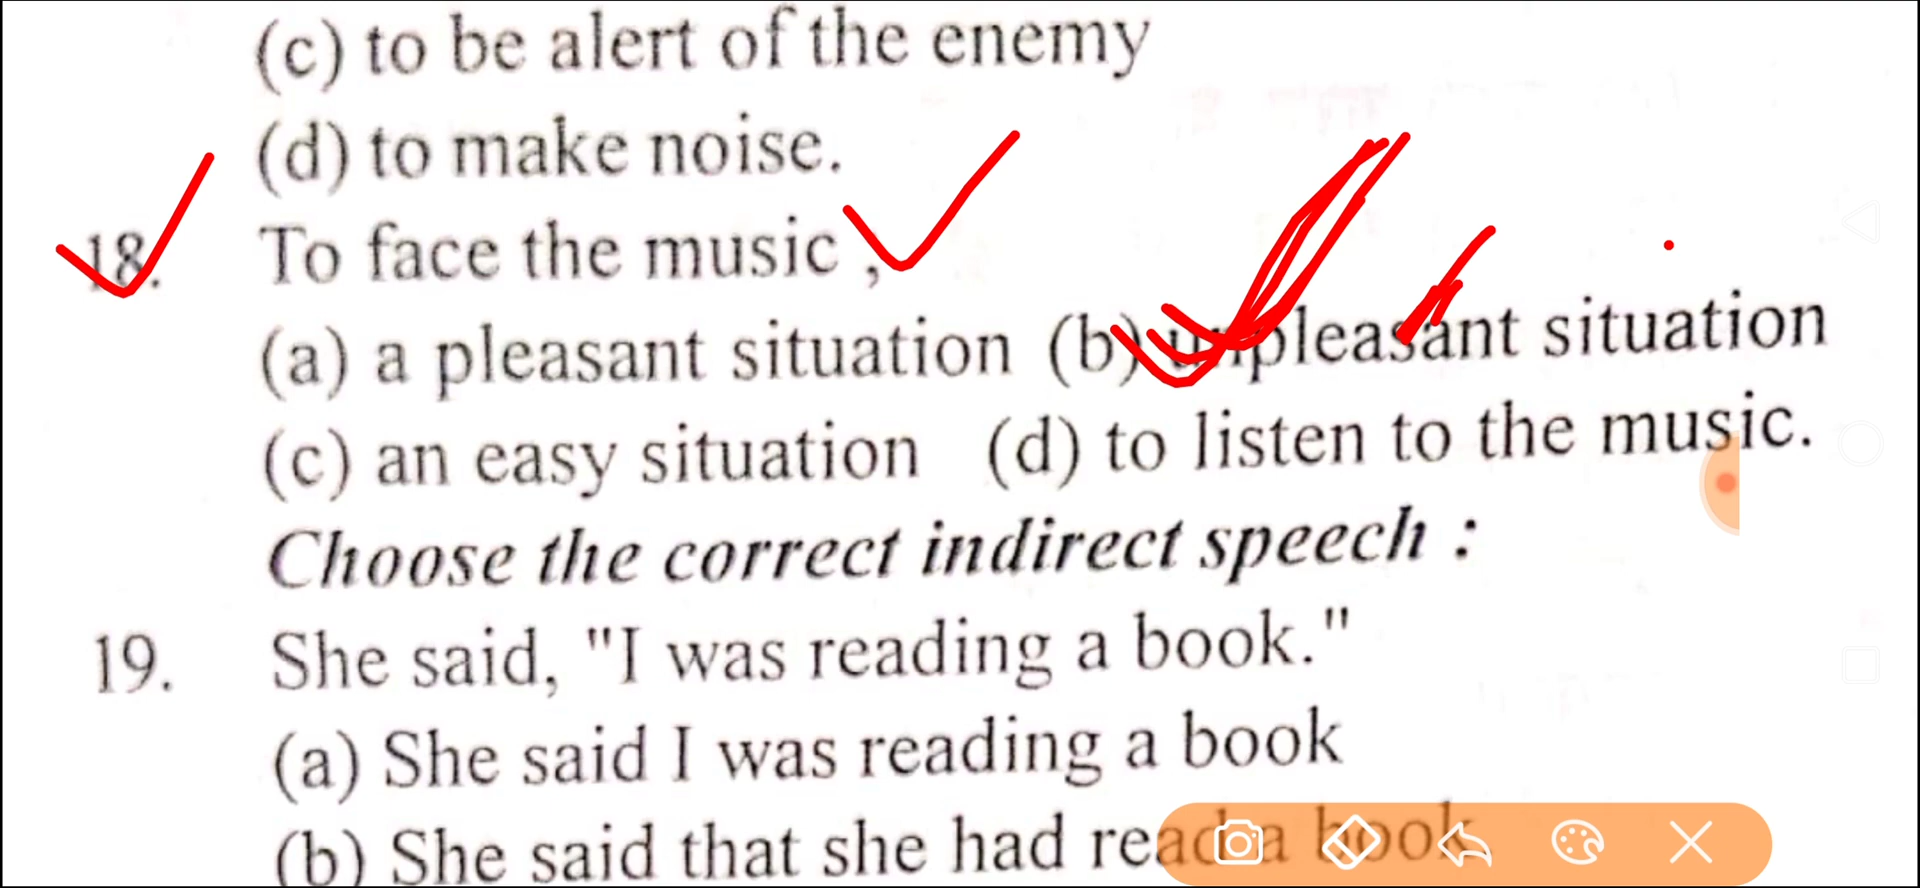 (c) to be alert of the enemy
(d) to make noise.
18. To face the music ,
(a) a pleasant situation (b) unpleasant situation
(c) an easy situation (d) to listen to the music.
Choose the correct indirect speech :
19. She said, "I was reading a book."
(a) She said I was reading a book
(b) She said that she had read a book